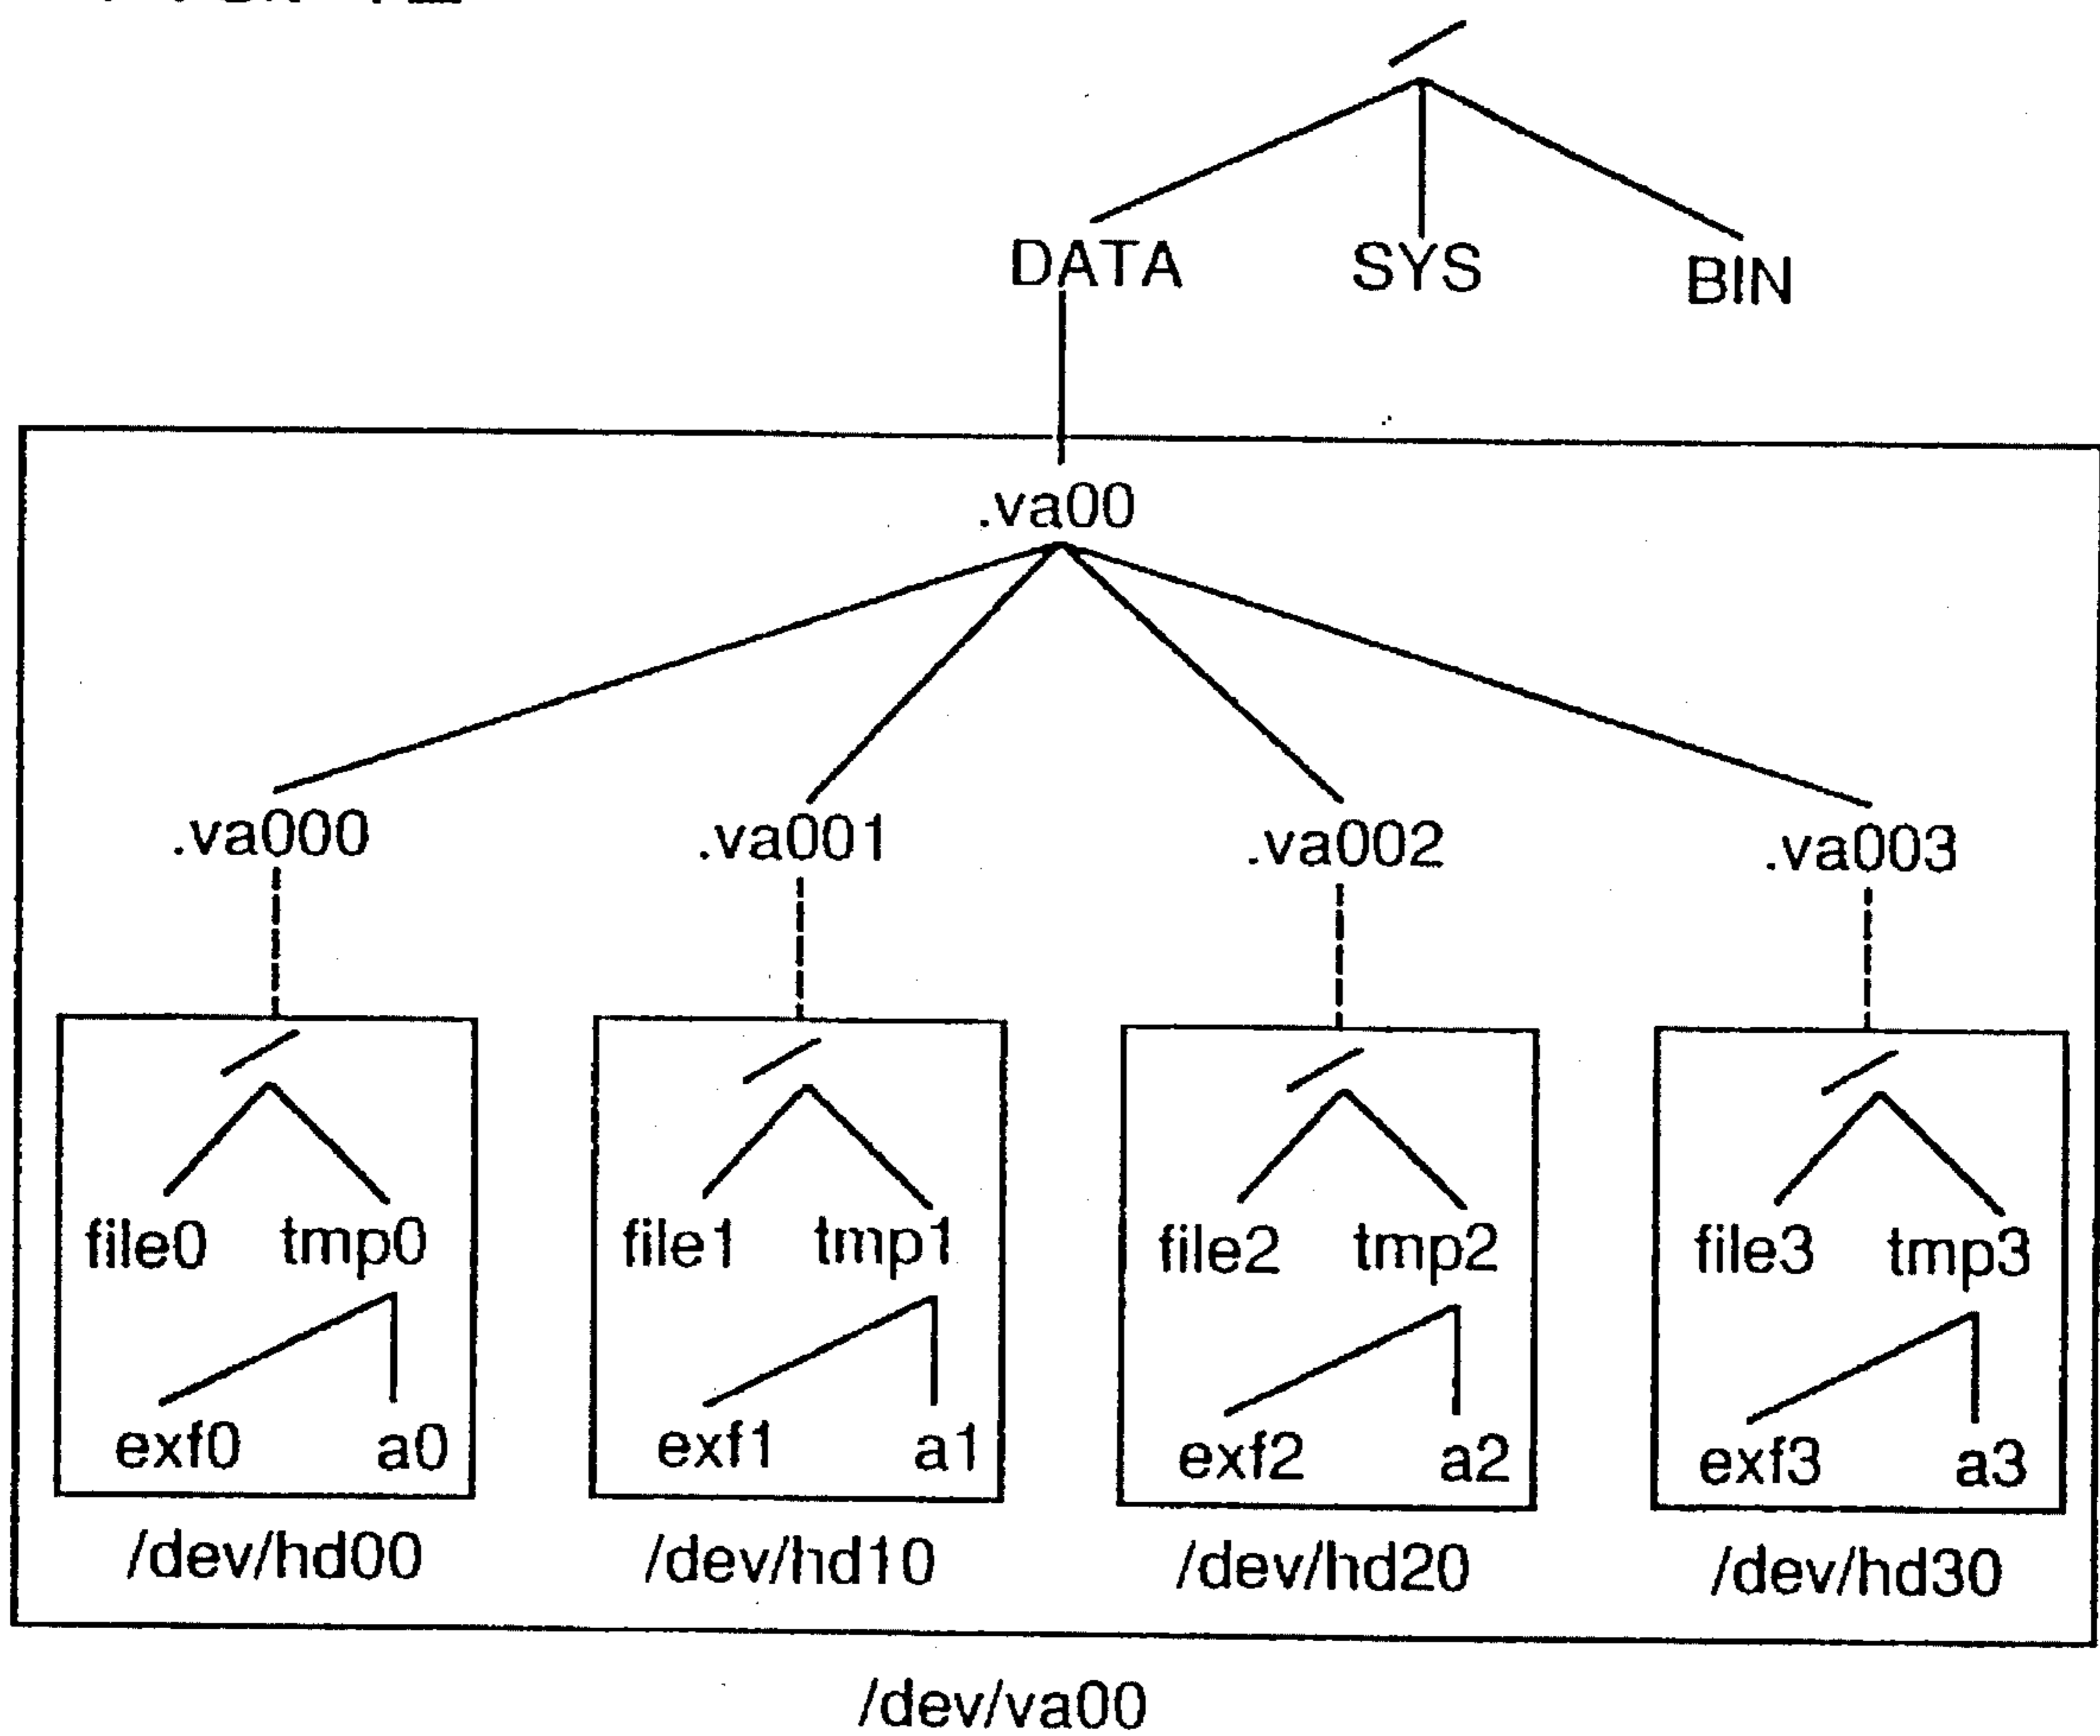 /
DATA SYS BIN
.va00
.va000 .va001 .va002 .va003
/ / / /
file0 tmp0 file1 tmp1 file2 tmp2 file3 tmp3
exf0 a0 exf1 a1 exf2 a2 exf3 a3
/dev/hd00 /dev/hd10 /dev/hd20 /dev/hd30
/dev/va00